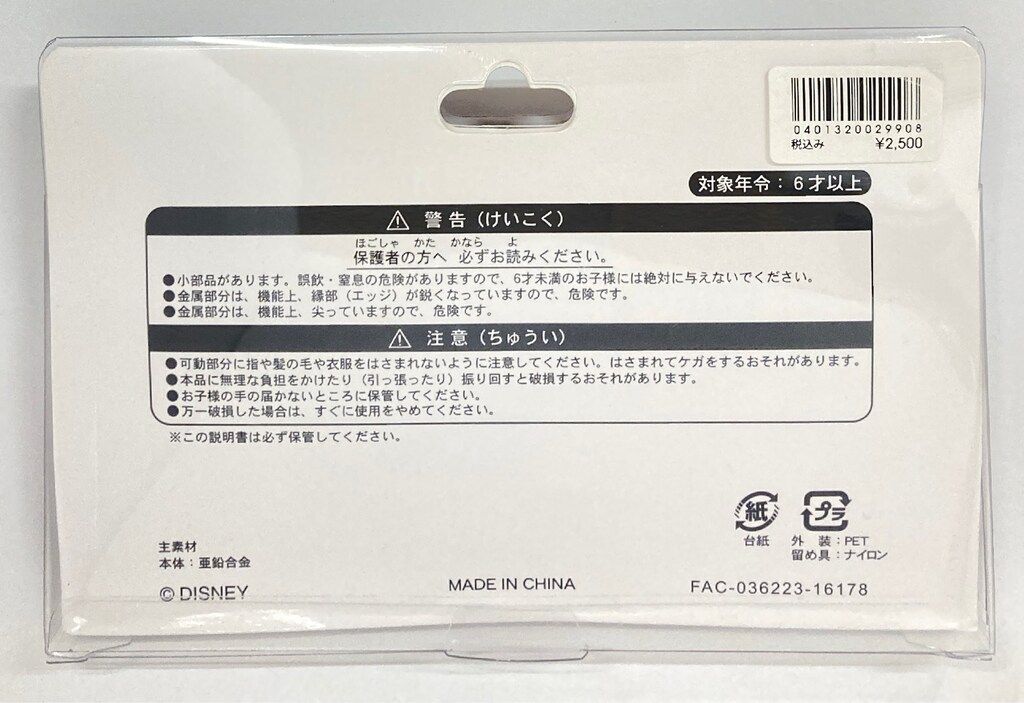 0401320029908
税込み ¥2,500
対象年令：6才以上
⚠ 警告（けいこく）
ほごしゃ かた かなら よ
保護者の方へ 必ずお読みください。
●小部品があります。誤飲・窒息の危険がありますので、6才未満のお子様には絶対に与えないでください。
●金属部分は、機能上、縁部（エッジ）が鋭くなっていますので、危険です。
●金属部分は、機能上、尖っていますので、危険です。
⚠ 注意（ちゅうい）
●可動部分に指や髪の毛や衣服をはさまれないように注意してください。はさまれてケガをするおそれがあります。
●本品に無理な負担をかけたり（引っ張ったり）振り回すと破損するおそれがあります。
●お子様の手の届かないところに保管してください。
●万一破損した場合は、すぐに使用をやめてください。
※この説明書は必ず保管してください。
紙 プラ
台紙 外 装：PET
留め具：ナイロン
主素材
本体：亜鉛合金
© DISNEY
MADE IN CHINA
FAC-036223-16178